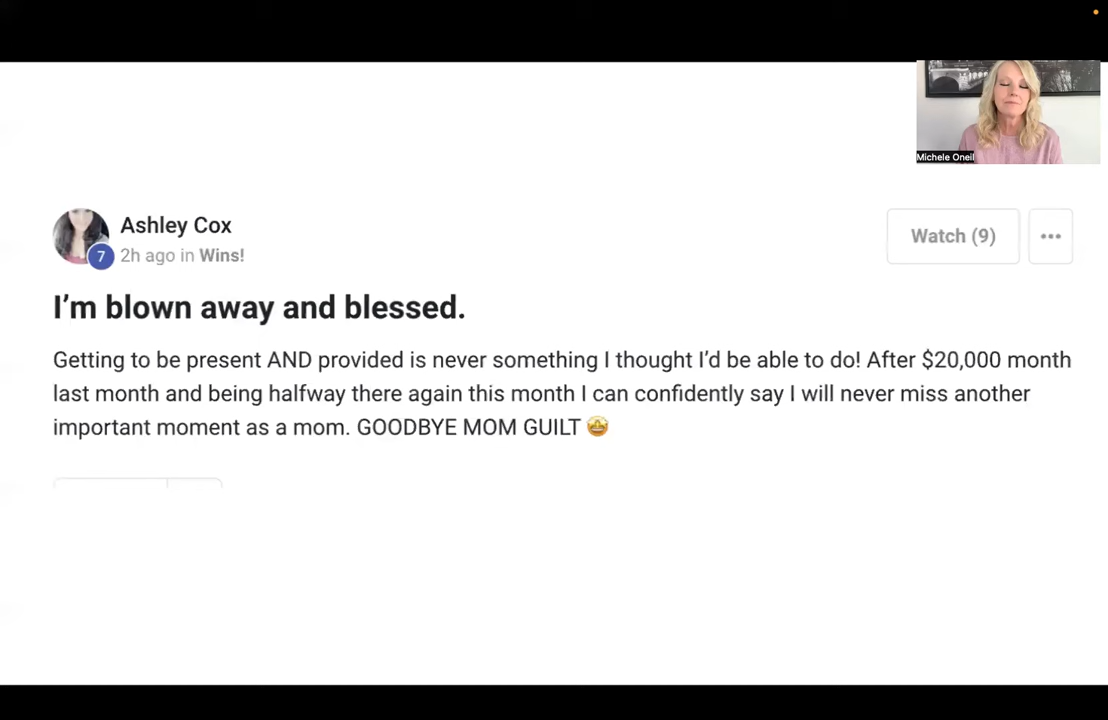 Michele Oneil
Ashley Cox
7
2h ago in Wins!
Watch (9)
I’m blown away and blessed.
Getting to be present AND provided is never something I thought I’d be able to do! After $20,000 month
last month and being halfway there again this month I can confidently say I will never miss another
important moment as a mom. GOODBYE MOM GUILT 🤩